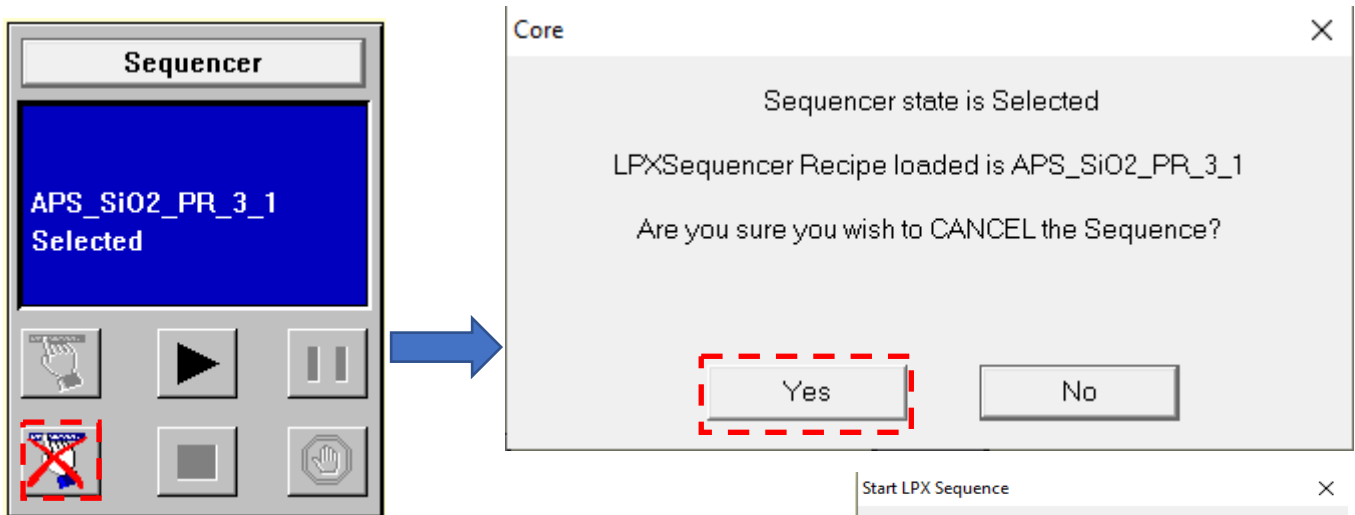 Sequencer
APS_SiO2_PR_3_1
Selected
Core
Sequencer state is Selected
LPXSequencer Recipe loaded is APS_SiO2_PR_3_1
Are you sure you wish to CANCEL the Sequence?
Yes
No
Start LPX Sequence